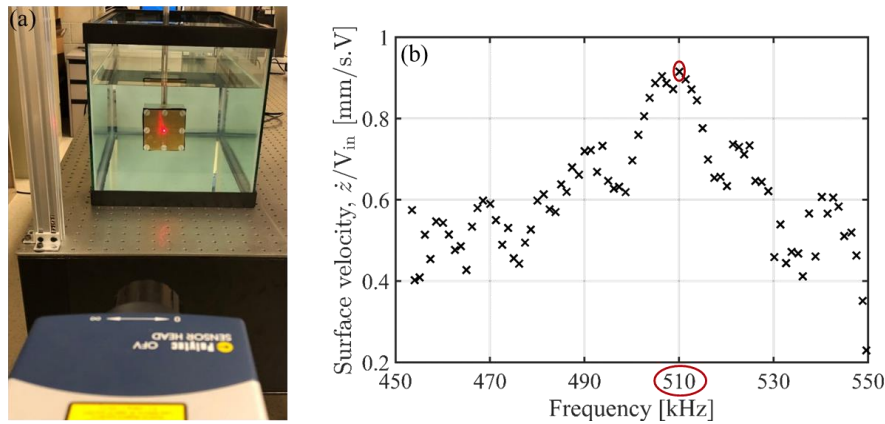 (a)
Polytec OFV
SENSOR HEAD
0
∞
(b)
Surface velocity, ż/V_in [mm/s.V]
1
0.8
0.6
0.4
0.2
450 470 490 510 530 550
Frequency [kHz]